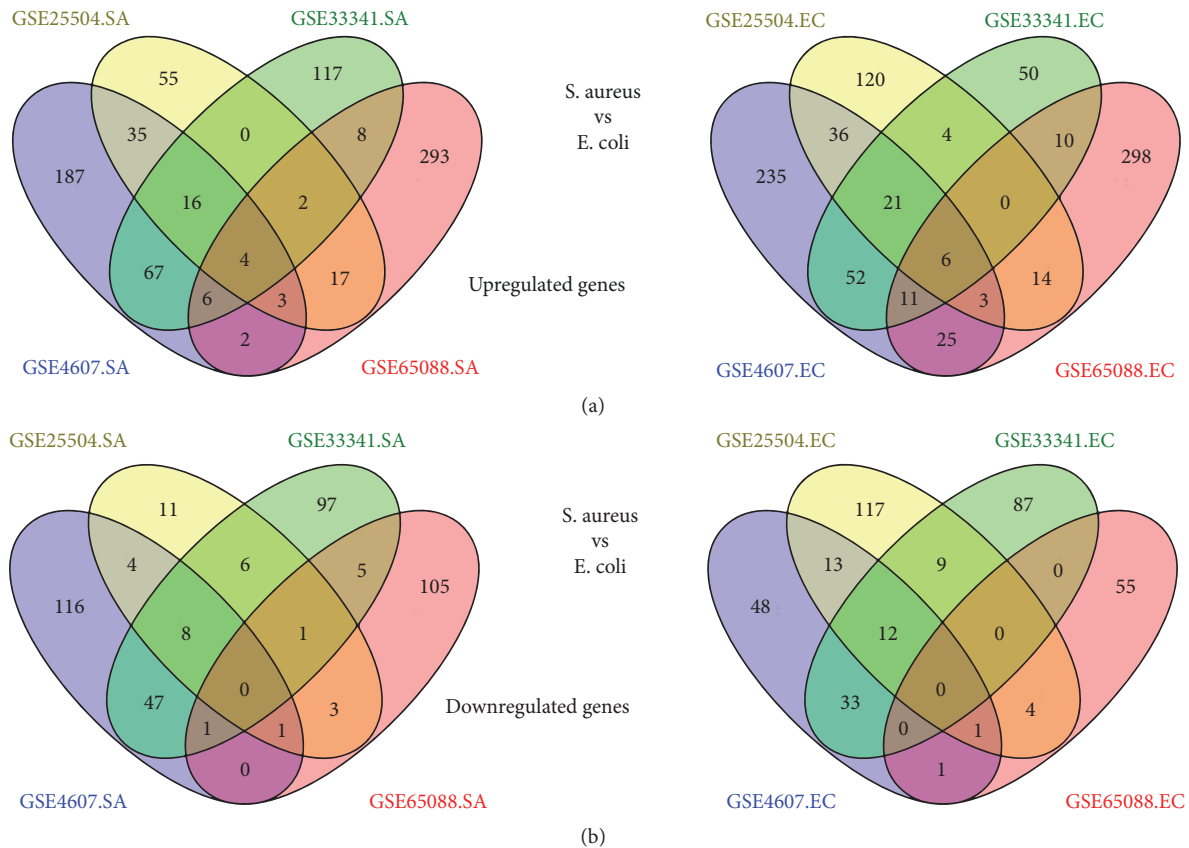 GSE25504.SA
GSE33341.SA
55
117
35
0
8
187
293
16
2
4
67
17
6
3
2
GSE4607.SA
GSE65088.SA
S. aureus
vs
E. coli
Upregulated genes
GSE25504.EC
GSE33341.EC
120
50
36
4
10
235
298
21
0
6
52
14
11
3
25
GSE4607.EC
GSE65088.EC
(a)
GSE25504.SA
GSE33341.SA
11
97
4
6
5
116
105
8
1
0
47
3
1
1
0
GSE4607.SA
GSE65088.SA
S. aureus
vs
E. coli
Downregulated genes
GSE25504.EC
GSE33341.EC
117
87
13
9
0
48
55
12
0
0
33
4
0
1
1
GSE4607.EC
GSE65088.EC
(b)